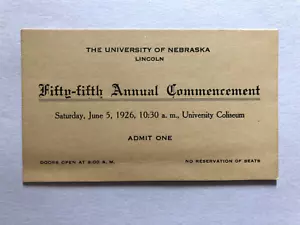 THE UNIVERSITY OF NEBRASKA
LINCOLN
Fifty-fifth Annual Commencement
Saturday, June 5, 1926, 10:30 a. m., University Coliseum
ADMIT ONE
DOORS OPEN AT 9:00 A. M.
NO RESERVATION OF SEATS